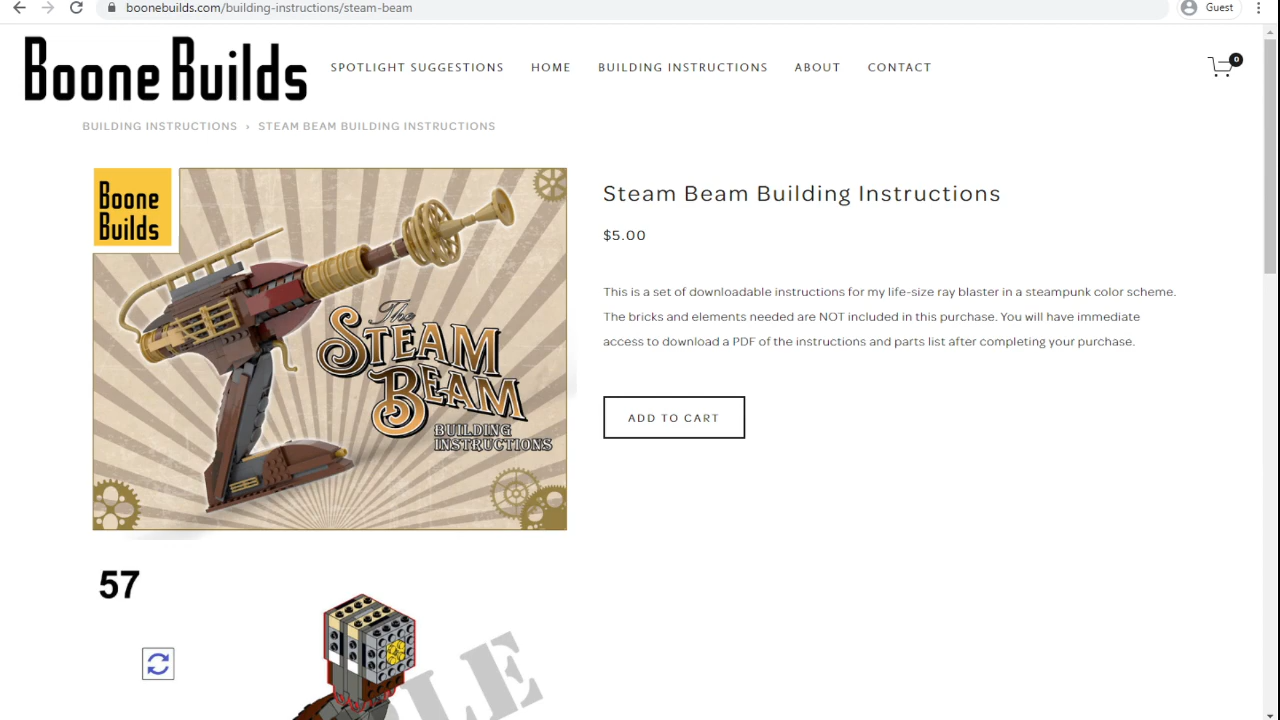 boonebuilds.com/building-instructions/steam-beam
Guest
Boone Builds
SPOTLIGHT SUGGESTIONS HOME BUILDING INSTRUCTIONS ABOUT CONTACT
0
BUILDING INSTRUCTIONS › STEAM BEAM BUILDING INSTRUCTIONS
Boone
Builds
The
STEAM
BEAM
BUILDING
INSTRUCTIONS
Steam Beam Building Instructions
$5.00
This is a set of downloadable instructions for my life-size ray blaster in a steampunk color scheme.
The bricks and elements needed are NOT included in this purchase. You will have immediate
access to download a PDF of the instructions and parts list after completing your purchase.
ADD TO CART
57